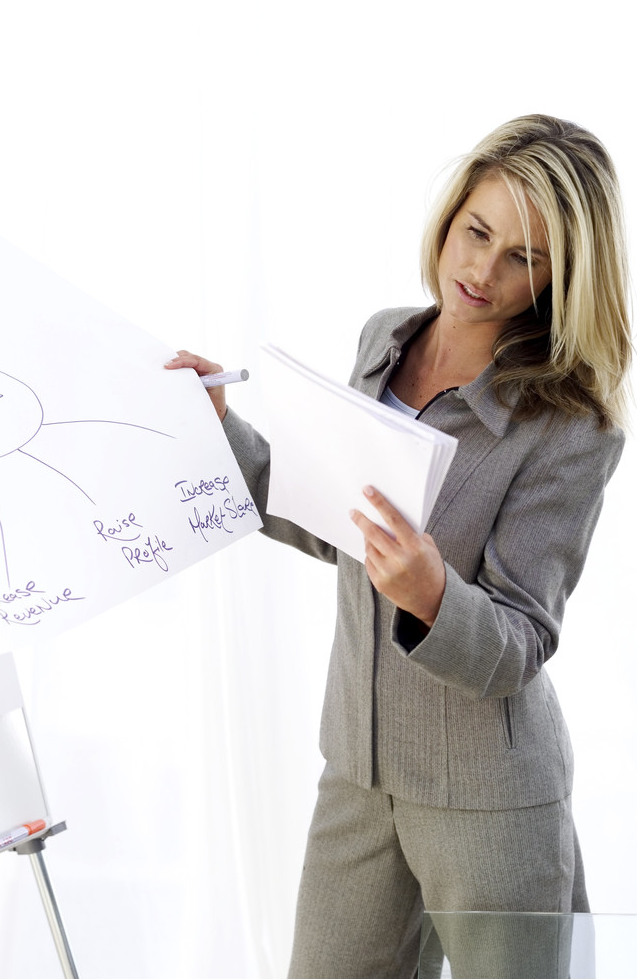 Increase
Market Share
Raise
Profile
ease
Revenue